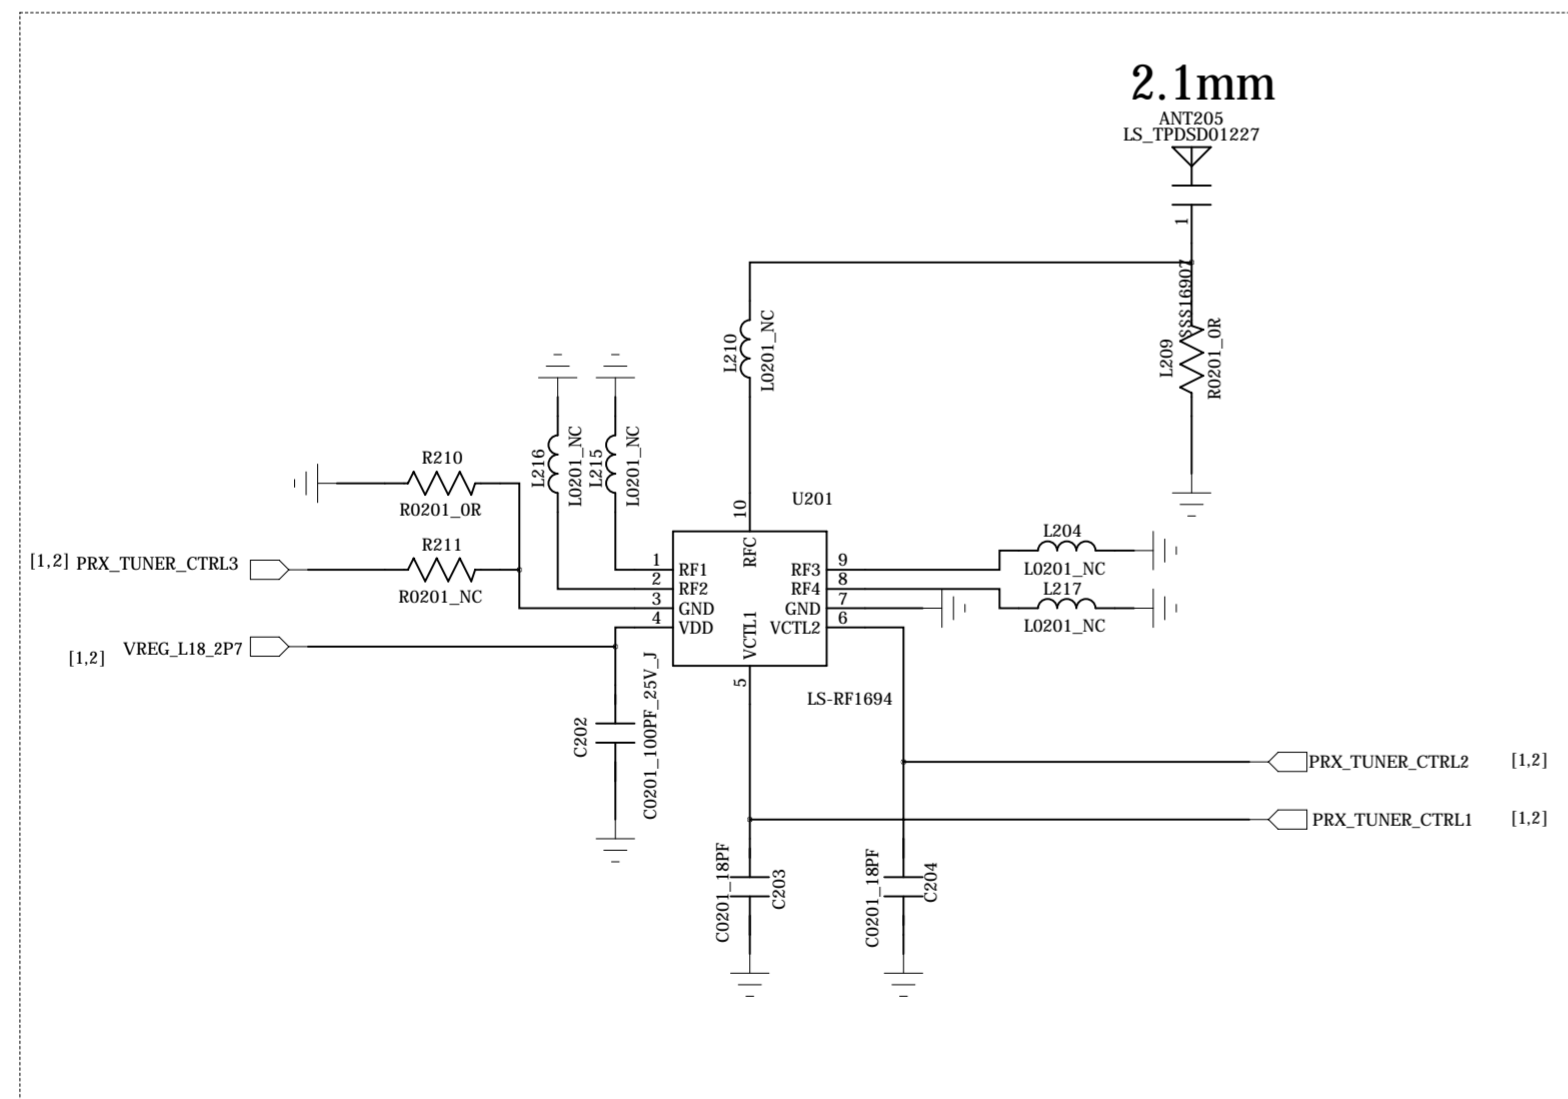 2.1mm
ANT205
LS_TPDSD01227
1
SSS16907
L210
L0201_NC
L209
R0201_0R
L216
L0201_NC
L215
L0201_NC
R210
R0201_0R
10
U201
L204
L0201_NC
R211
R0201_NC
[1,2] PRX_TUNER_CTRL3
1
2
3
4
RF1
RF2
GND
VDD
RFC
VCTL1
RF3
RF4
GND
VCTL2
9
8
7
6
L217
L0201_NC
[1,2] VREG_L18_2P7
5
LS-RF1694
C202
C0201_100PF_25V_J
PRX_TUNER_CTRL2 [1,2]
PRX_TUNER_CTRL1 [1,2]
C0201_18PF
C203
C0201_18PF
C204